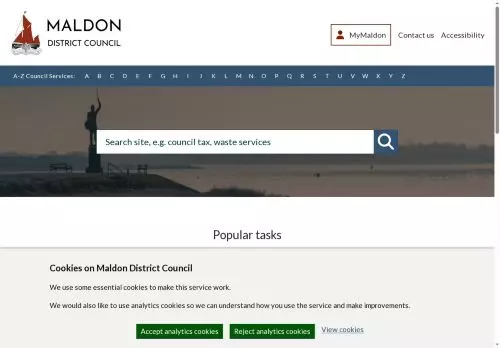 MALDON
DISTRICT COUNCIL
MyMaldon Contact us Accessibility
A-Z Council Services: A B C D E F G H I J K L M N O P Q R S T U V W X Y Z
Search site, e.g. council tax, waste services
Popular tasks
Cookies on Maldon District Council
We use some essential cookies to make this service work.
We would also like to use analytics cookies so we can understand how you use the service and make improvements.
Accept analytics cookies Reject analytics cookies View cookies